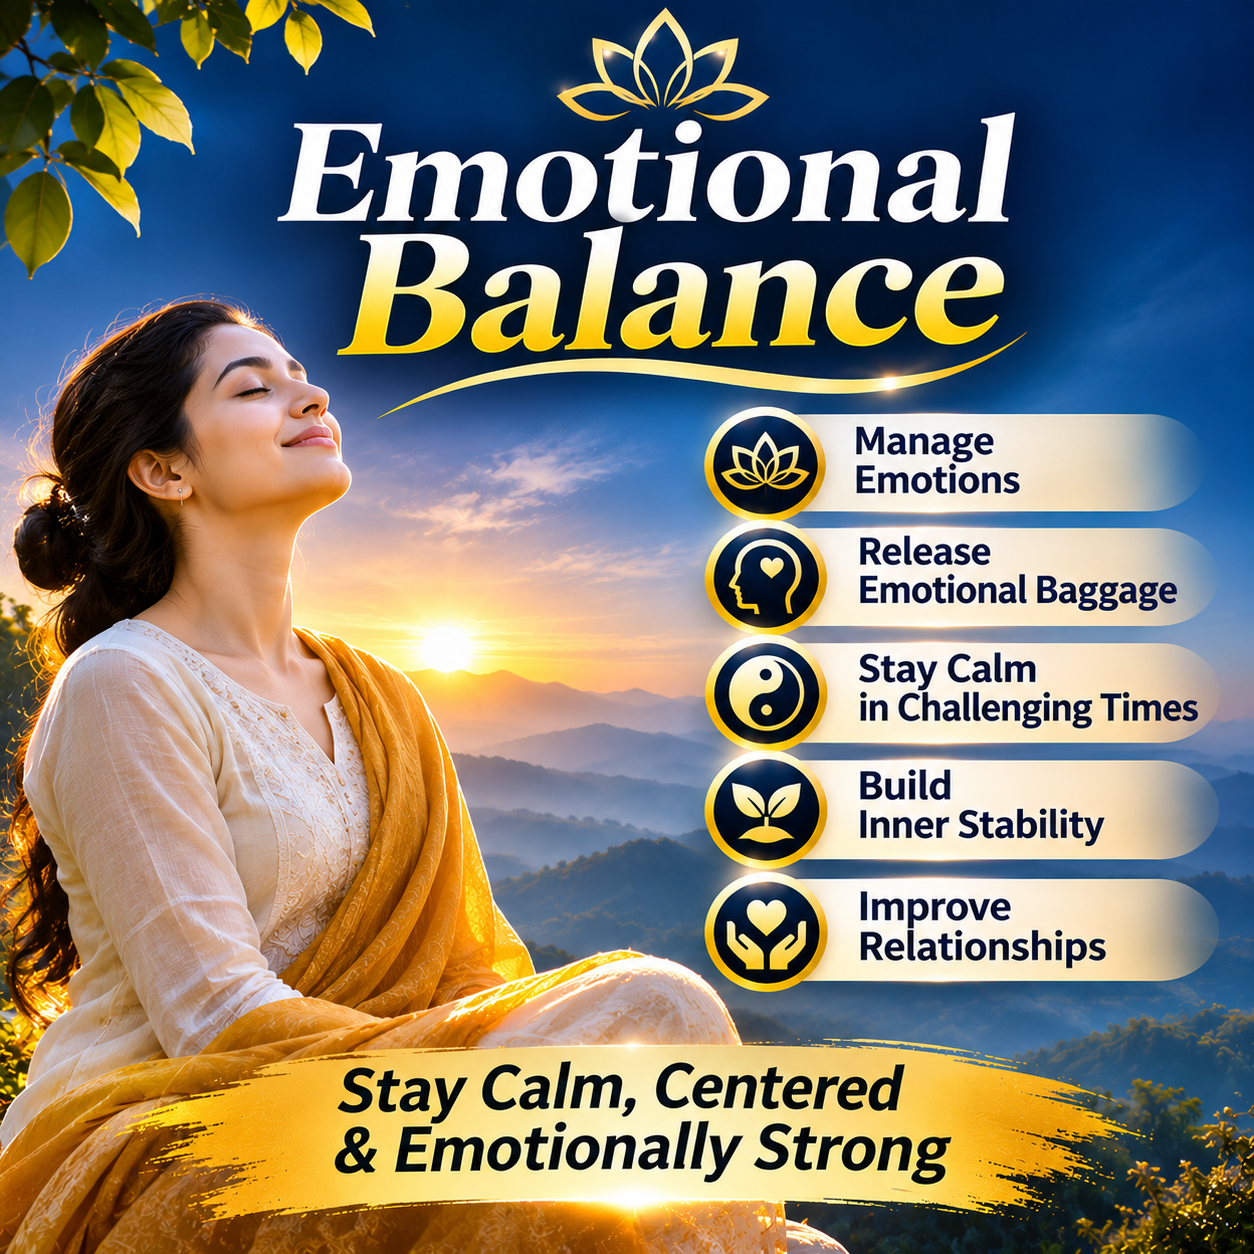 Emotional
Balance
Manage
Emotions
Release
Emotional Baggage
Stay Calm
in Challenging Times
Build
Inner Stability
Improve
Relationships
Stay Calm, Centered
& Emotionally Strong